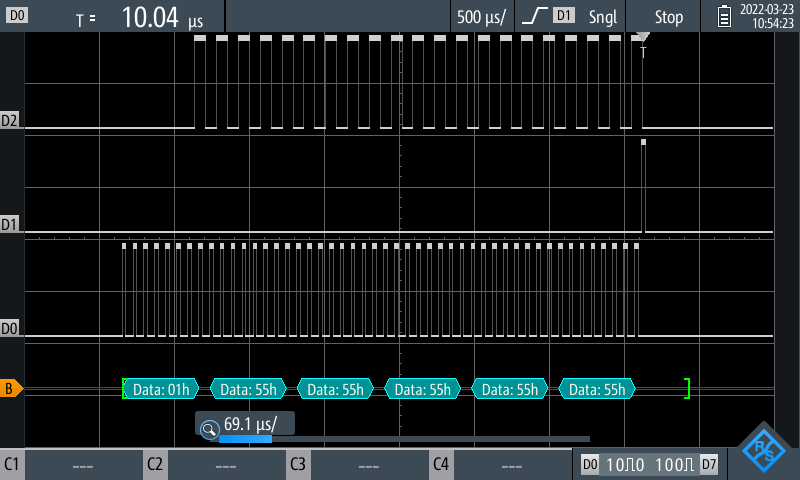 D0 T = 10.04 µs 500 µs/ D1 Sngl Stop 2022-03-23
10:54:23
T
D2
D1
D0
B Data: 01h Data: 55h Data: 55h Data: 55h Data: 55h Data: 55h
69.1 µs/
C1 --- C2 --- C3 --- C4 --- D0 10 0 100 D7
R S